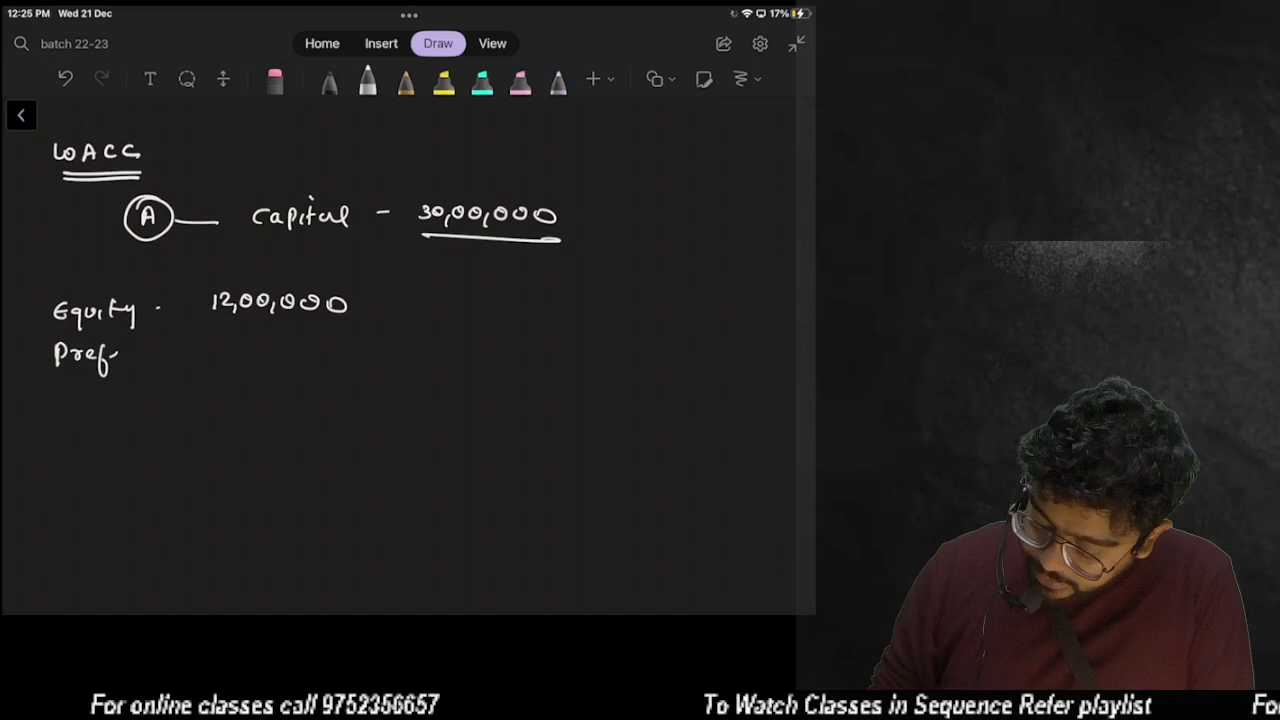 12:25 PM Wed 21 Dec
17%
batch 22-23
Home Insert Draw View
WACC
A — Capital - 30,00,000
Equity - 12,00,000
Pref-
For online classes call 9752356657
To Watch Classes in Sequence Refer playlist
Fo